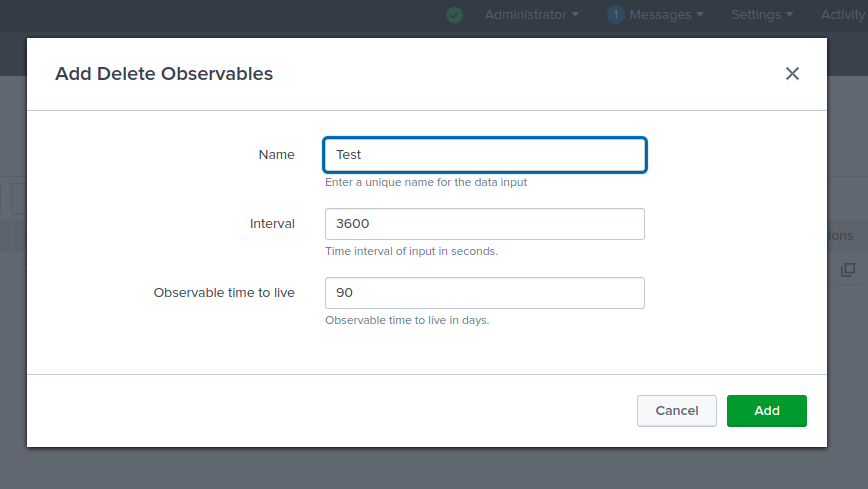 Administrator
1 Messages
Settings
Activity
Add Delete Observables
Name
Test
Enter a unique name for the data input
Interval
3600
Time interval of input in seconds.
Observable time to live
90
Observable time to live in days.
Cancel
Add